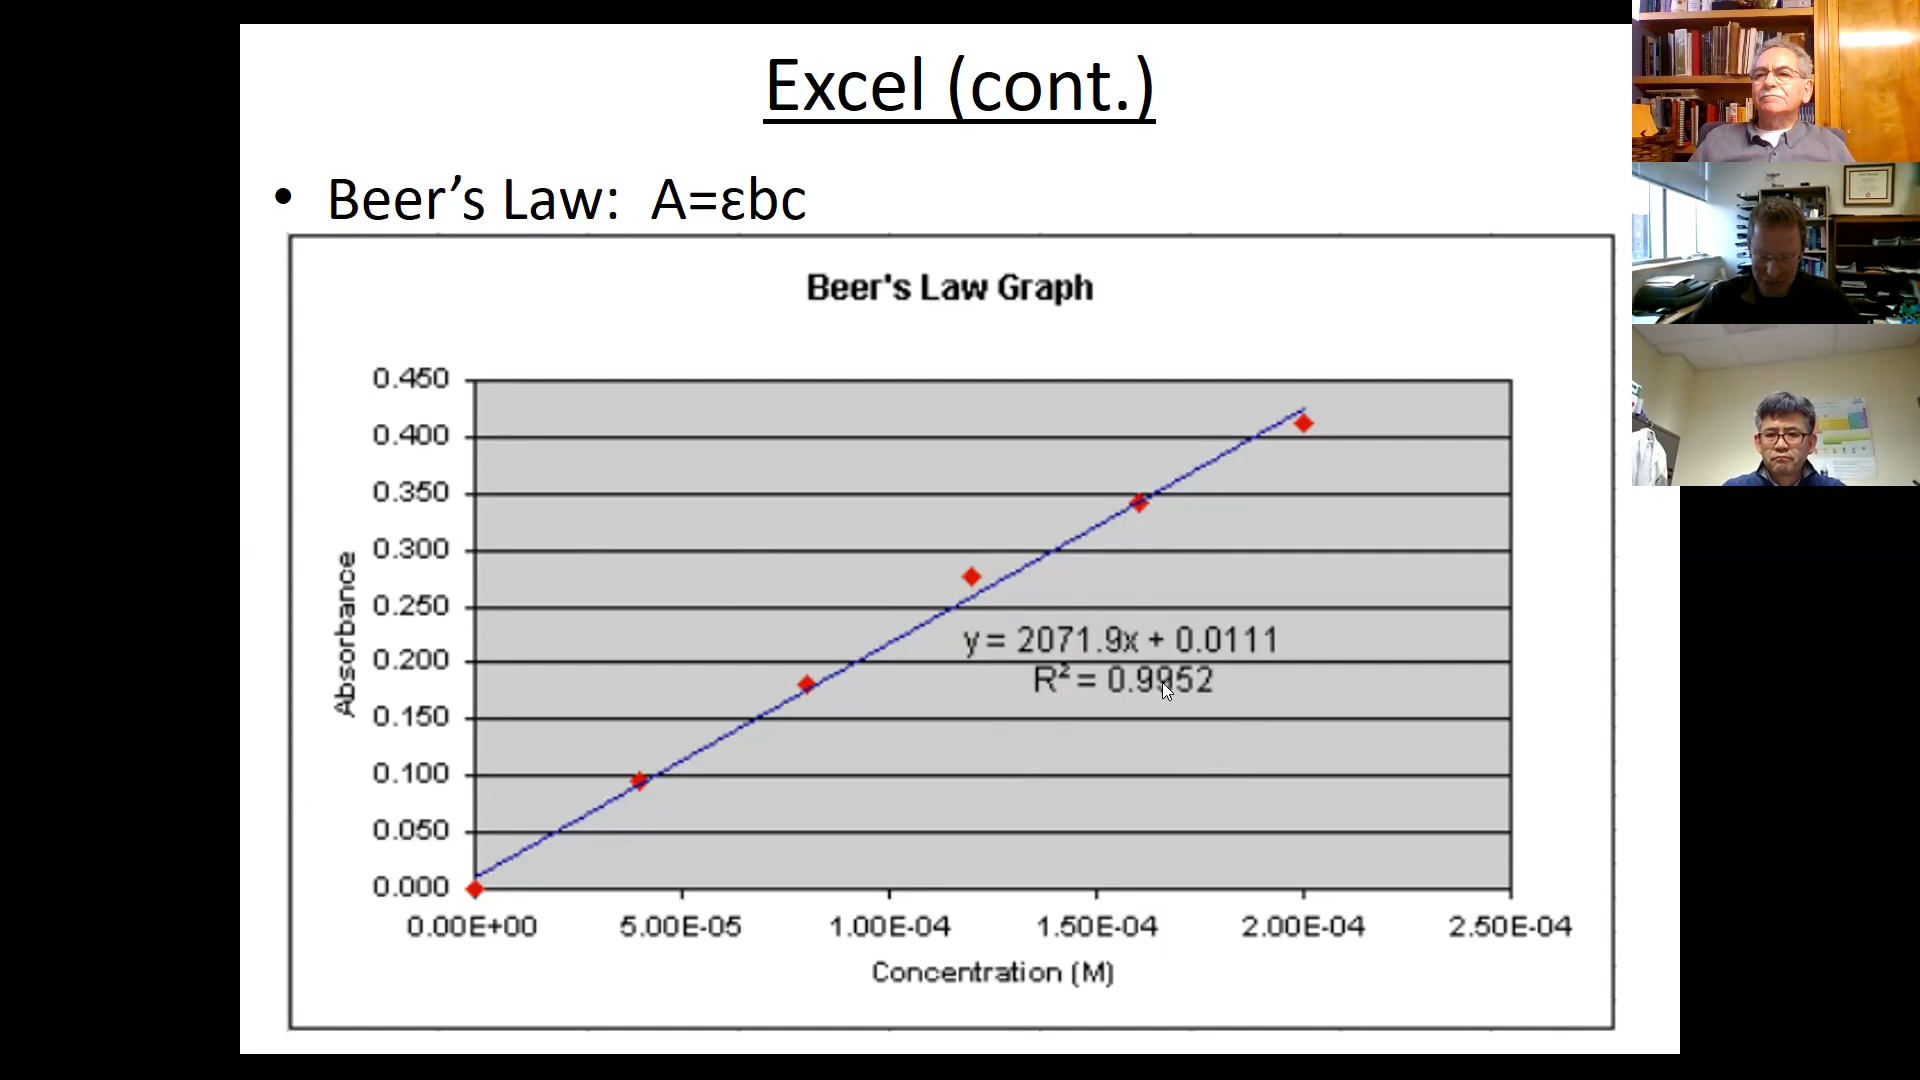 Excel (cont.)
• Beer’s Law: A=εbc
Beer's Law Graph
0.450
0.400
0.350
0.300
0.250
0.200
0.150
0.100
0.050
0.000
Absorbance
y = 2071.9x + 0.0111
R² = 0.9952
0.00E+00 5.00E-05 1.00E-04 1.50E-04 2.00E-04 2.50E-04
Concentration (M)